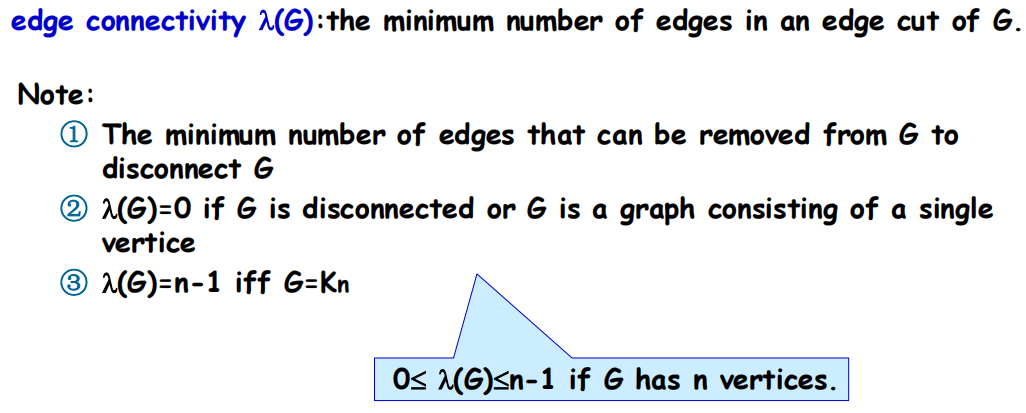 edge connectivity λ(G):the minimum number of edges in an edge cut of G.
Note:
① The minimum number of edges that can be removed from G to
disconnect G
② λ(G)=0 if G is disconnected or G is a graph consisting of a single
vertice
③ λ(G)=n-1 iff G=Kn
0≤ λ(G)≤n-1 if G has n vertices.